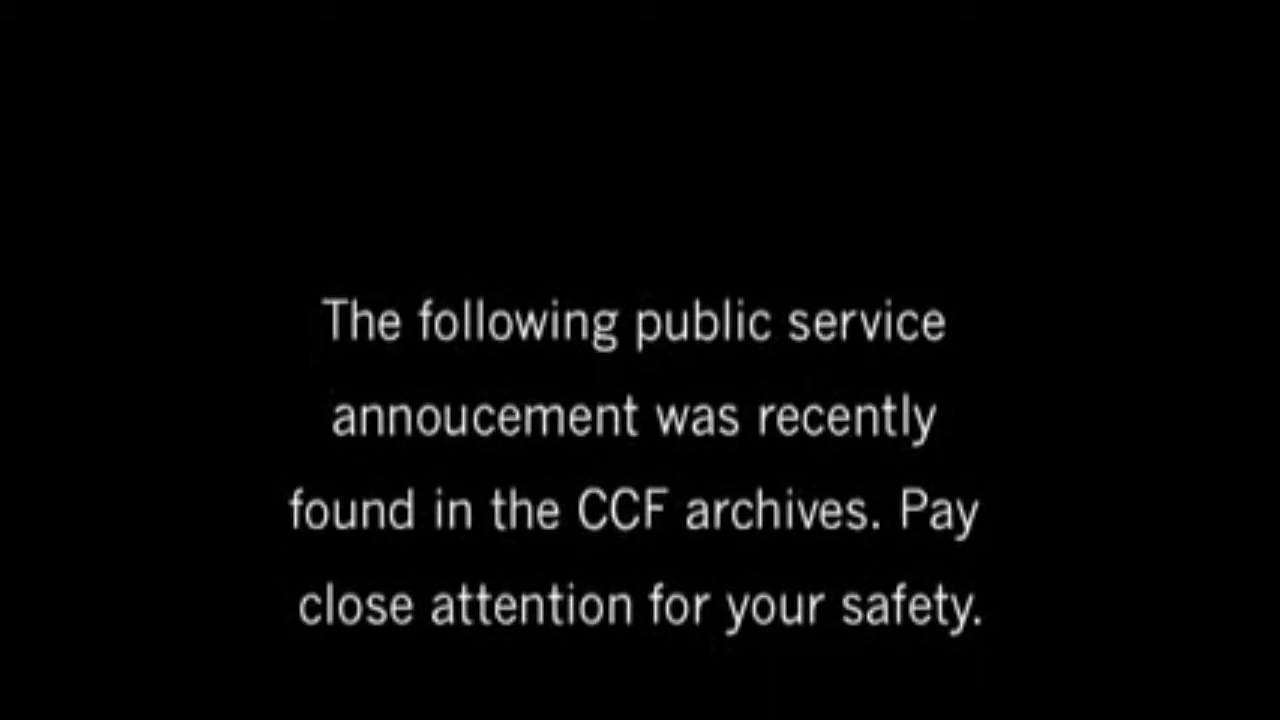 The following public service
annoucement was recently
found in the CCF archives. Pay
close attention for your safety.